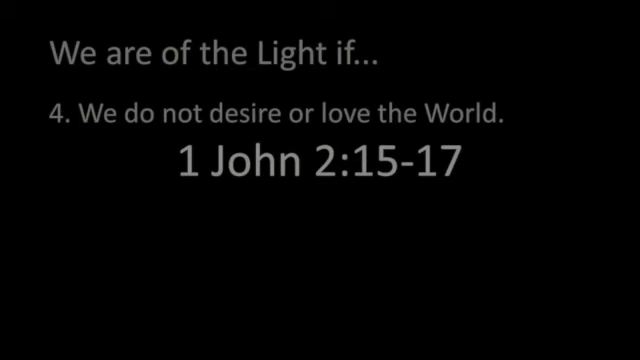 We are of the Light if...
4. We do not desire or love the World.
1 John 2:15-17